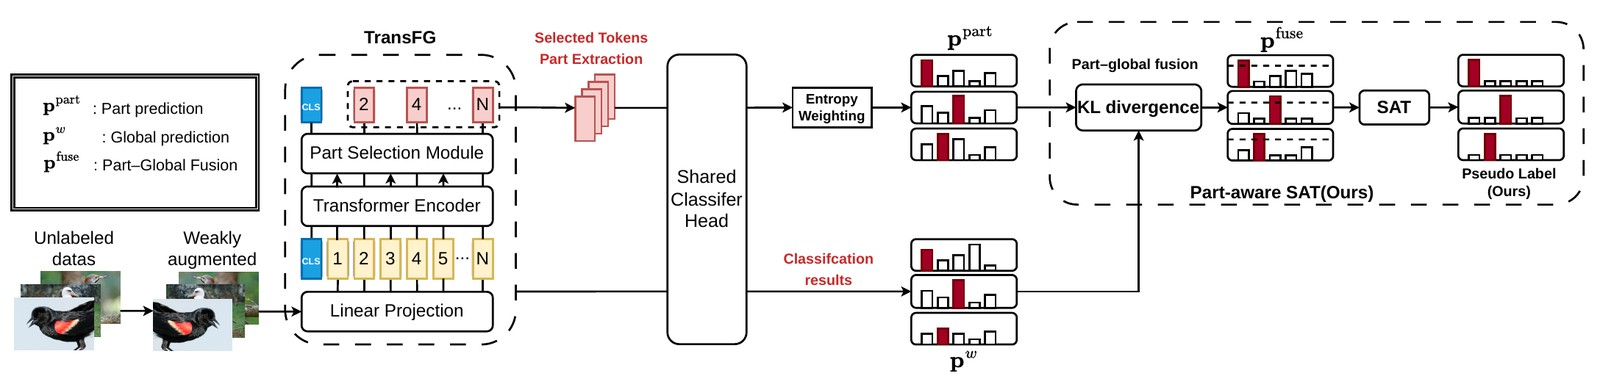 p^part : Part prediction
p^w : Global prediction
p^fuse : Part–Global Fusion
Unlabeled
datas
Weakly
augmented
TransFG
CLS 2 4 ... N
Part Selection Module
Transformer Encoder
CLS 1 2 3 4 5 ... N
Linear Projection
Selected Tokens
Part Extraction
Shared
Classifer
Head
Entropy
Weighting
p^part
Classifcation
results
p^w
Part–global fusion
KL divergence
p^fuse
SAT
Pseudo Label
(Ours)
Part-aware SAT(Ours)